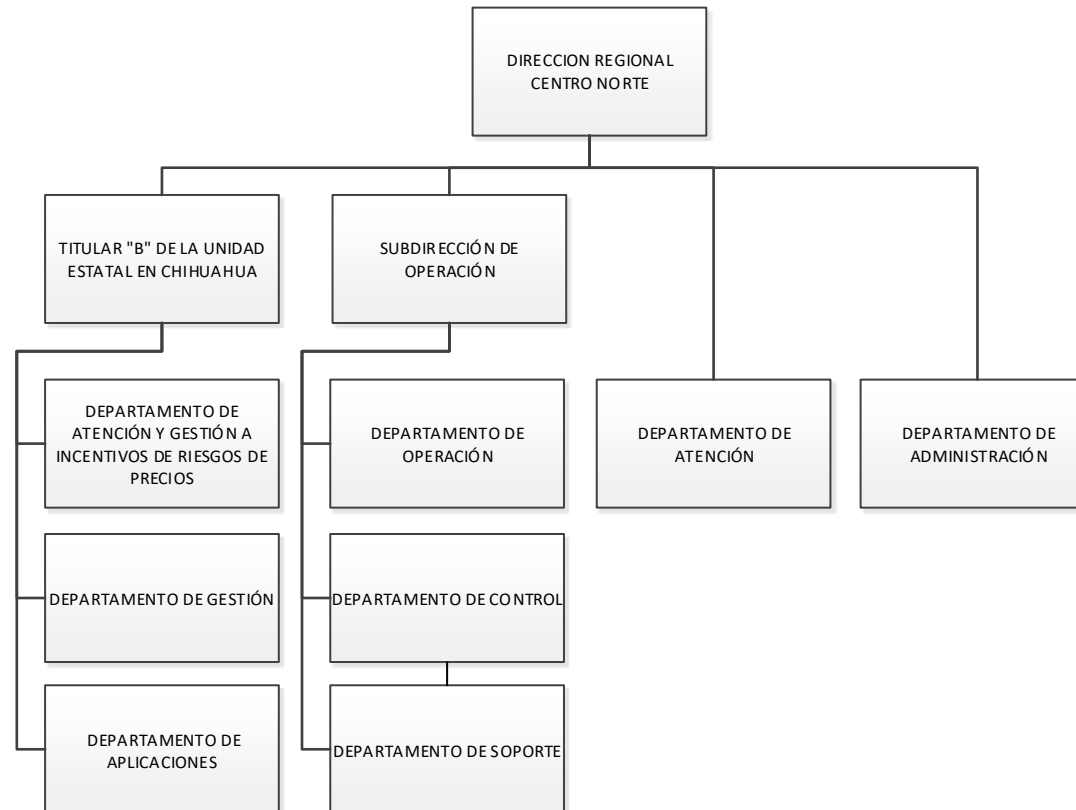 DIRECCION REGIONAL
CENTRO NORTE
TITULAR "B" DE LA UNIDAD
ESTATAL EN CHIHUAHUA
SUBDIRECCIÓN DE
OPERACIÓN
DEPARTAMENTO DE
ATENCIÓN Y GESTIÓN A
INCENTIVOS DE RIESGOS DE
PRECIOS
DEPARTAMENTO DE
OPERACIÓN
DEPARTAMENTO DE
ATENCIÓN
DEPARTAMENTO DE
ADMINISTRACIÓN
DEPARTAMENTO DE GESTIÓN
DEPARTAMENTO DE CONTROL
DEPARTAMENTO DE
APLICACIONES
DEPARTAMENTO DE SOPORTE